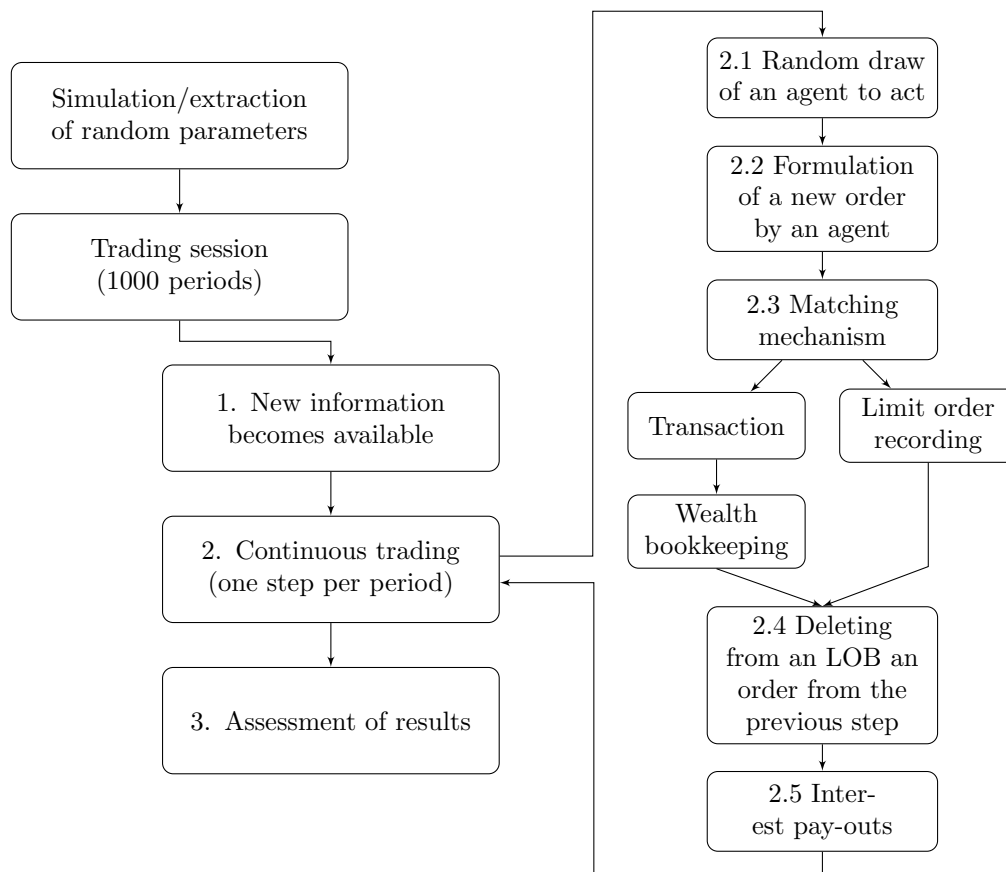 Simulation/extraction
of random parameters
Trading session
(1000 periods)
1. New information
becomes available
2. Continuous trading
(one step per period)
3. Assessment of results
2.1 Random draw
of an agent to act
2.2 Formulation
of a new order
by an agent
2.3 Matching
mechanism
Transaction
Limit order
recording
Wealth
bookkeeping
2.4 Deleting
from an LOB an
order from the
previous step
2.5 Inter-
est pay-outs